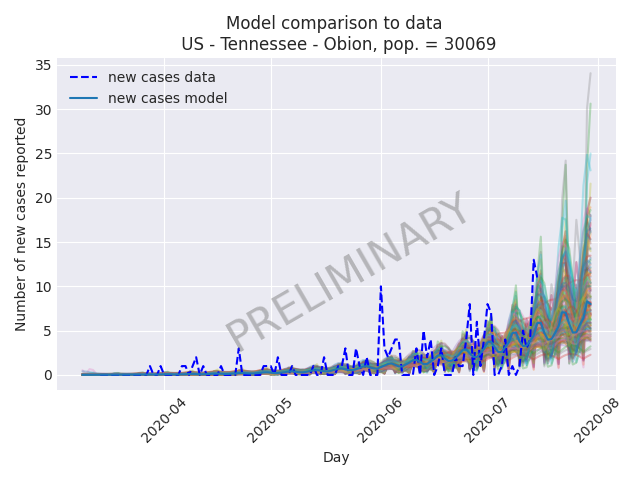 Model comparison to data
US - Tennessee - Obion, pop. = 30069
new cases data
new cases model
PRELIMINARY
Number of new cases reported
35
30
25
20
15
10
5
0
2020-04
2020-05
2020-06
2020-07
2020-08
Day